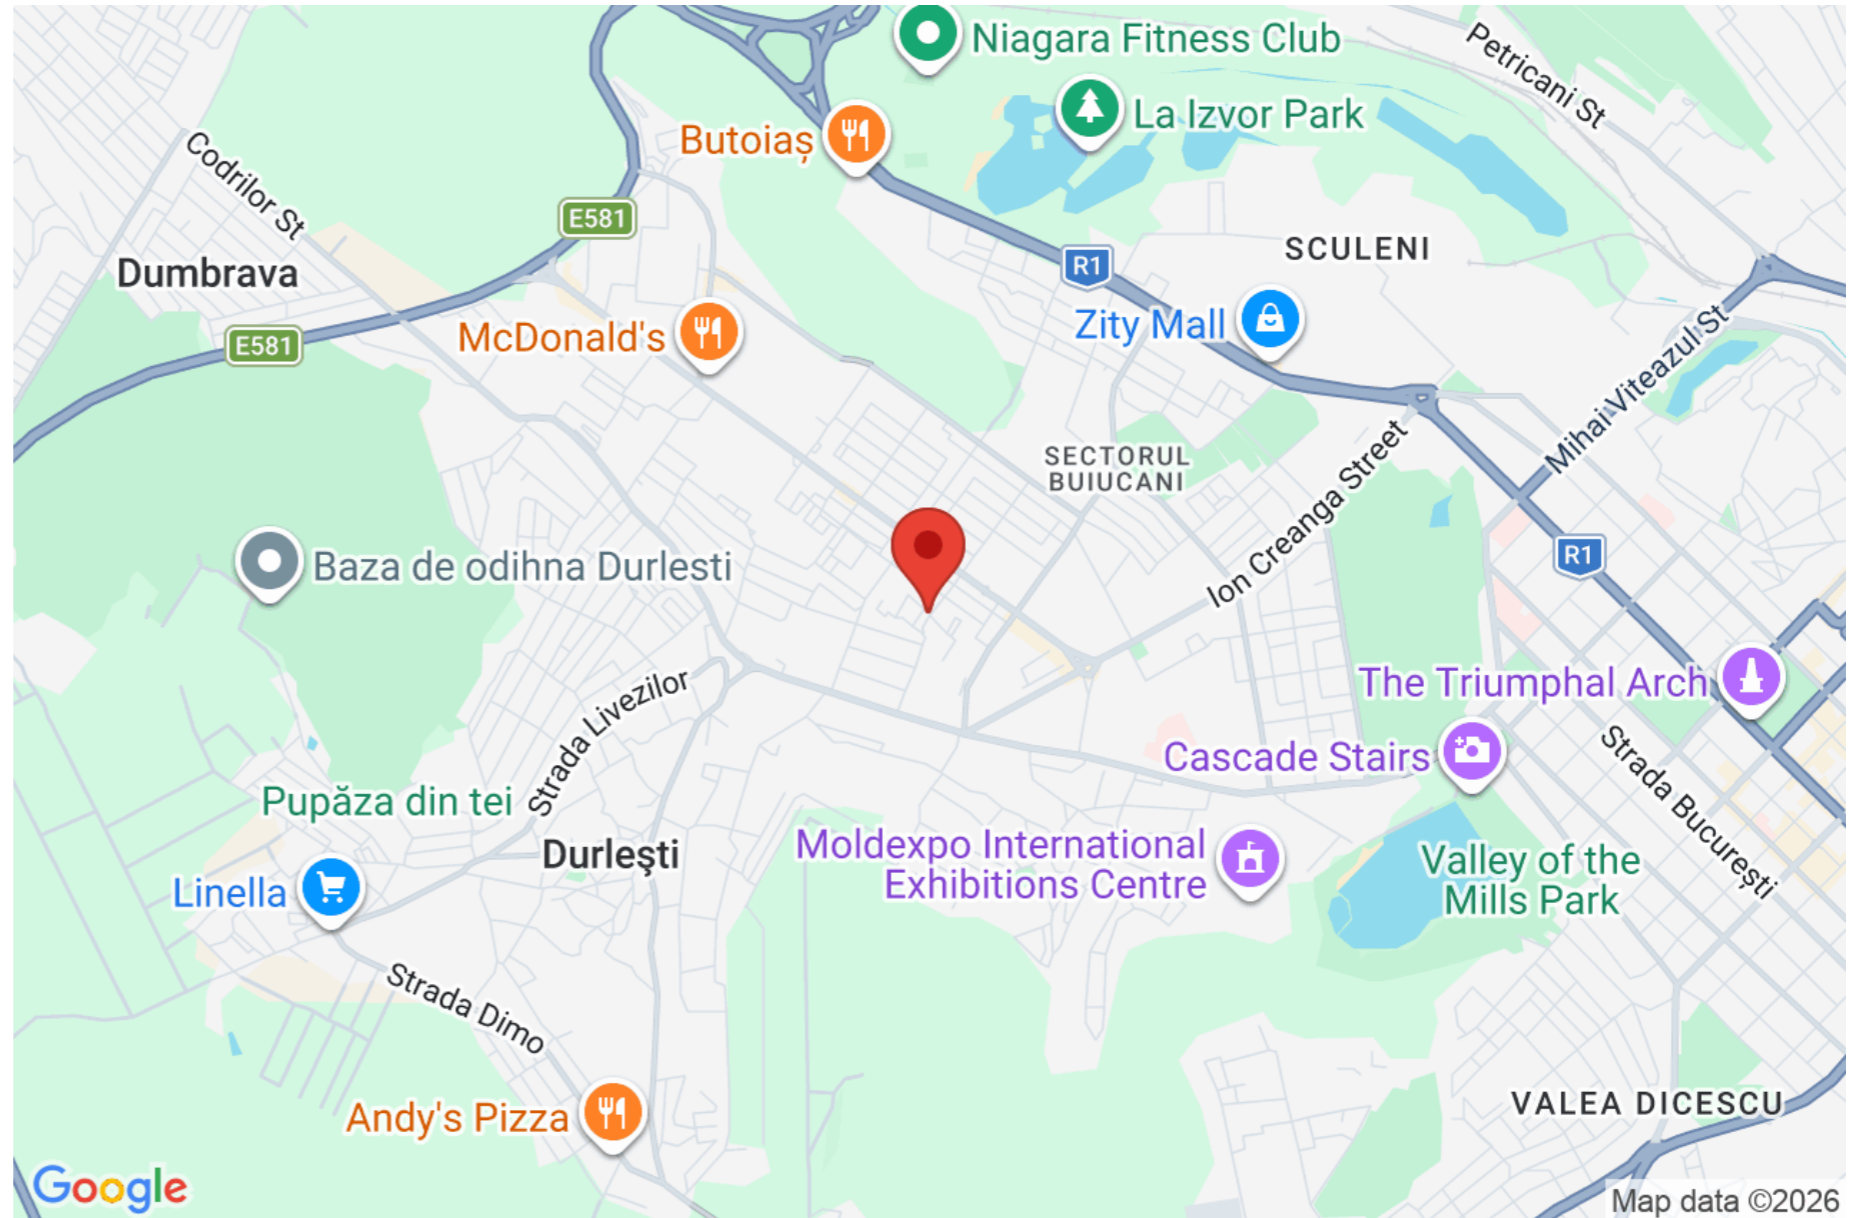 Niagara Fitness Club
Petricani St
La Izvor Park
Butoiaș
Codrilor St
E581
SCULENI
R1
Dumbrava
Zity Mall
McDonald's
E581
Mihai Viteazul St
SECTORUL
BUIUCANI
Ion Creanga Street
Baza de odihna Durlesti
R1
The Triumphal Arch
Strada Livezilor
Cascade Stairs
Strada București
Pupăza din tei
Durleşti
Moldexpo International
Exhibitions Centre
Valley of the
Mills Park
Linella
Strada Dimo
VALEA DICESCU
Andy's Pizza
Google
Map data ©2026